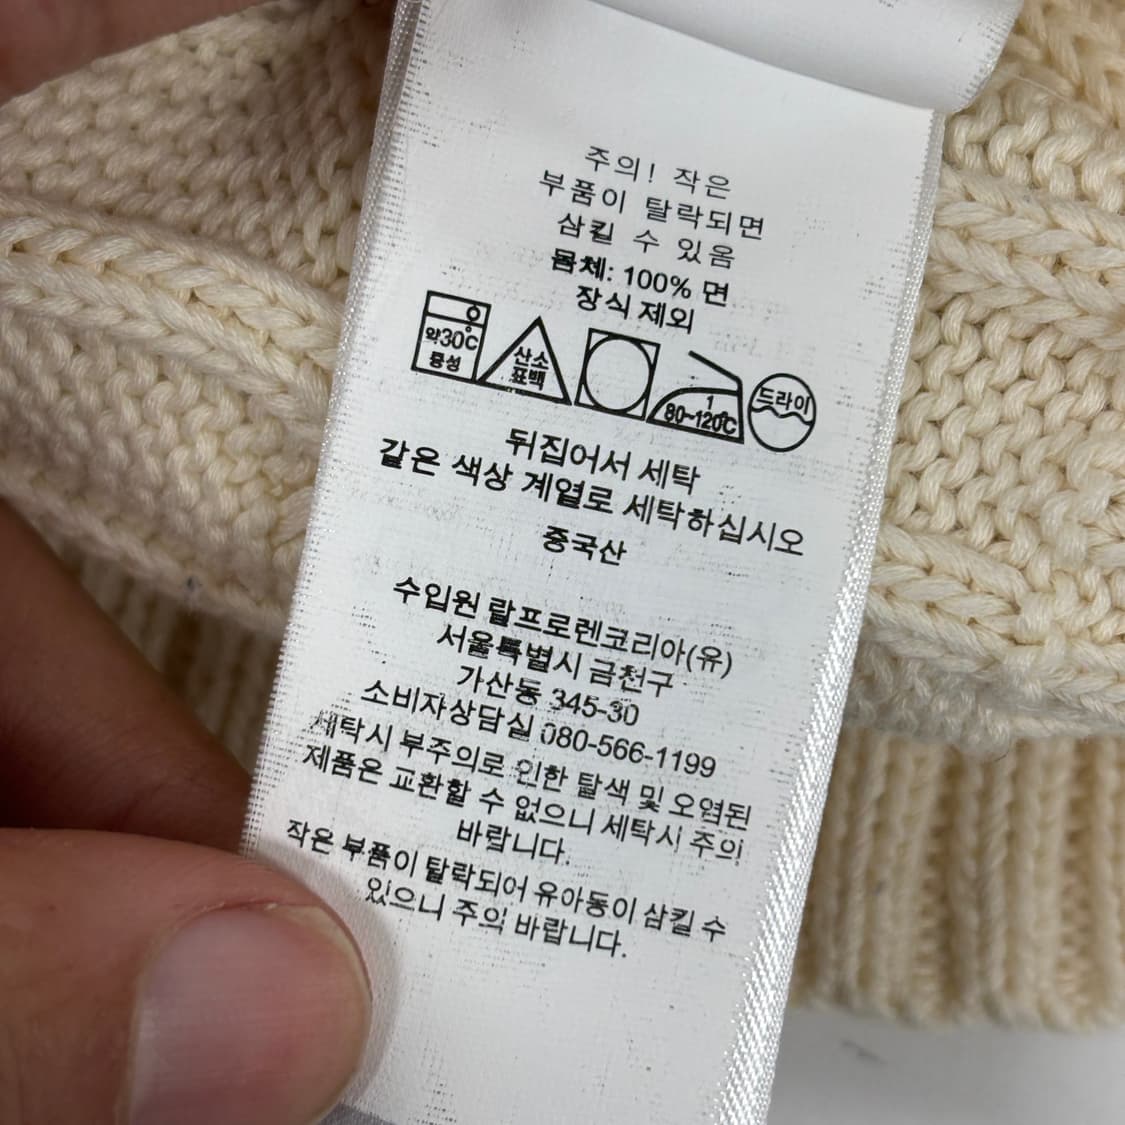 주의! 작은
부품이 탈락되면
삼킬 수 있옴
몸체: 100% 면
장식 제외
약30℃
중성
산소
표백
1
80~120℃
드라이
뒤집어서 세탁
같은 색상 계열로 세탁하십시오
중국산
수입원 랄프로렌코리아(유)
서울특별시 금천구
가산동 345-30
소비자상담실 080-566-1199
세탁시 부주의로 인한 탈색 및 오염된
제품은 교환할 수 없으니 세탁시 주의
바랍니다.
작은 부품이 탈락되어 유아동이 삼킬 수
있으니 주의 바랍니다.